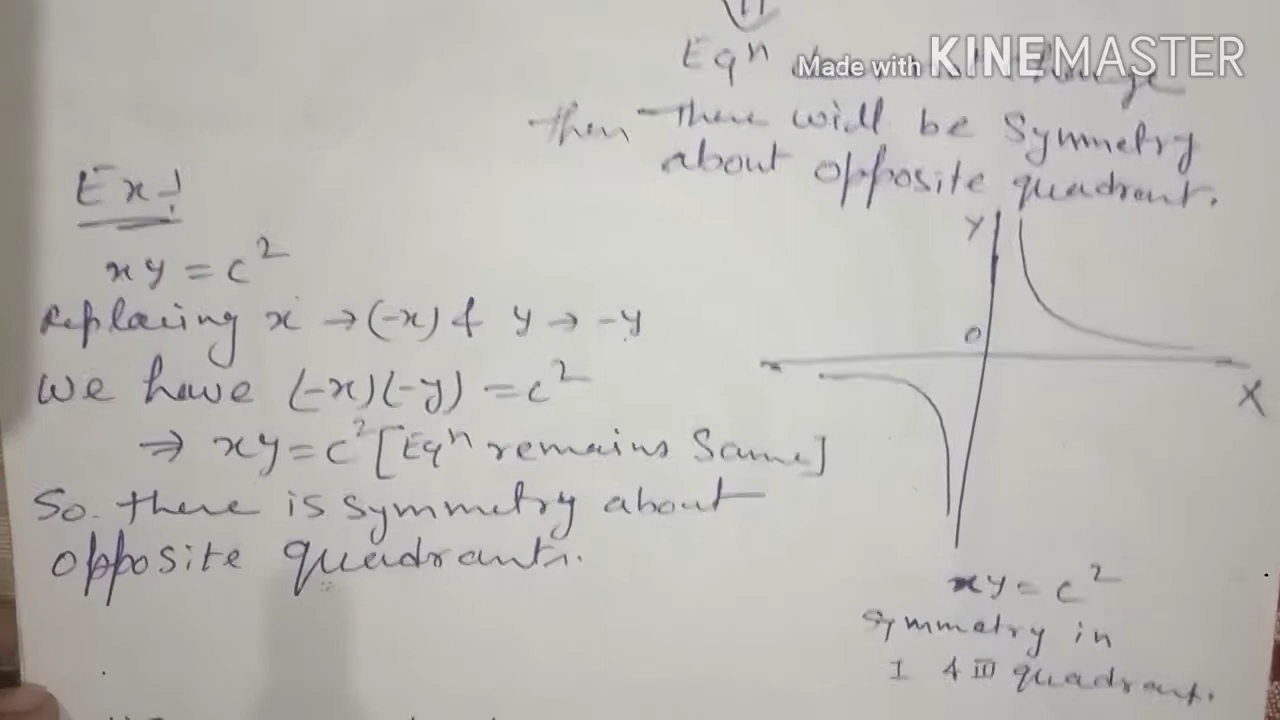 Eqn
Made with KINEMASTER
then there will be Symmetry
about opposite quadrant.
Ex!
xy = c²
Replacing x → (-x) & y → -y
We have (-x)(-y) = c²
⇒ xy = c² [Eqn remains Same]
So. there is symmetry about
opposite quadrants.
Y
O
X
xy = c²
Symmetry in
I & III quadrant.